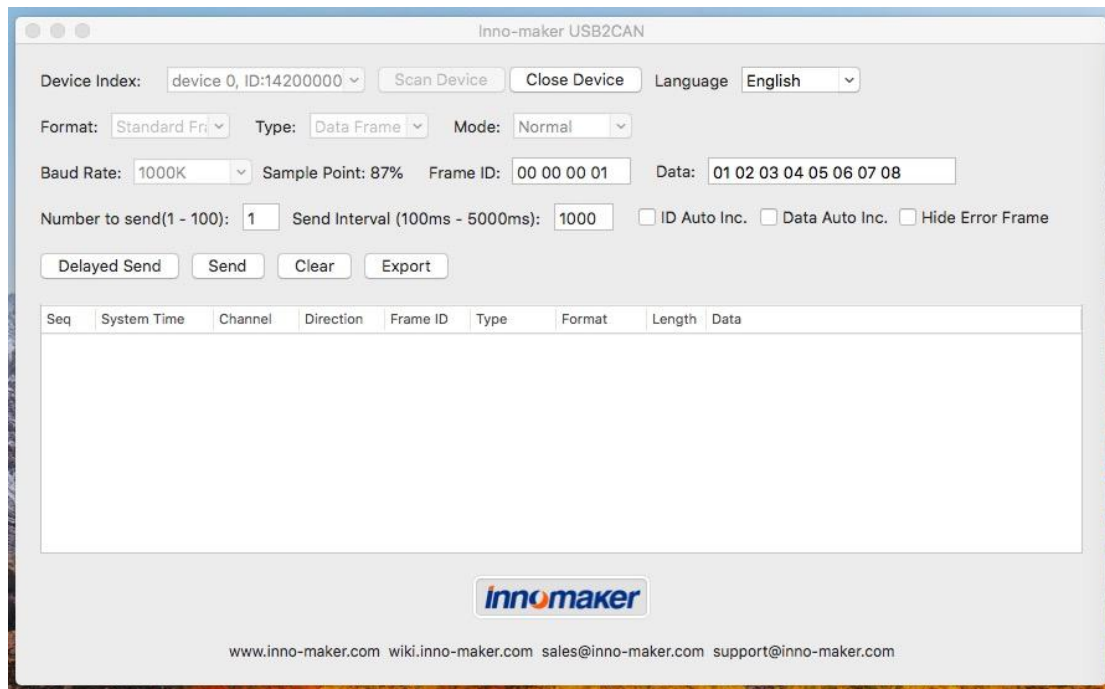 Inno-maker USB2CAN
Device Index: device 0, ID:14200000 Scan Device Close Device Language English
Format: Standard Fra Type: Data Frame Mode: Normal
Baud Rate: 1000K Sample Point: 87% Frame ID: 00 00 00 01 Data: 01 02 03 04 05 06 07 08
Number to send(1 - 100): 1 Send Interval (100ms - 5000ms): 1000 ID Auto Inc. Data Auto Inc. Hide Error Frame
Delayed Send Send Clear Export
Seq System Time Channel Direction Frame ID Type Format Length Data
innomaker
www.inno-maker.com wiki.inno-maker.com sales@inno-maker.com support@inno-maker.com